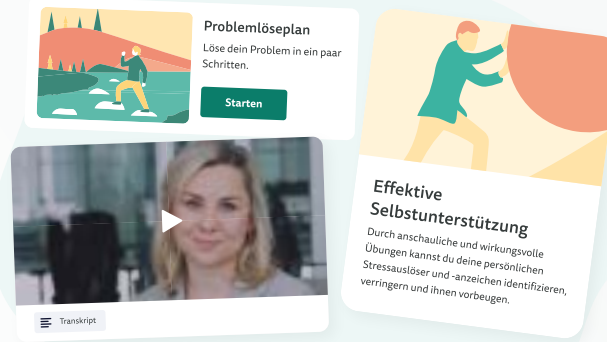 Problemlöseplan
Löse dein Problem in ein paar
Schritten.
Starten
Effektive
Selbstunterstützung
Durch anschauliche und wirkungsvolle
Übungen kannst du deine persönlichen
Stressauslöser und -anzeichen identifizieren,
verringern und ihnen vorbeugen.
Transkript